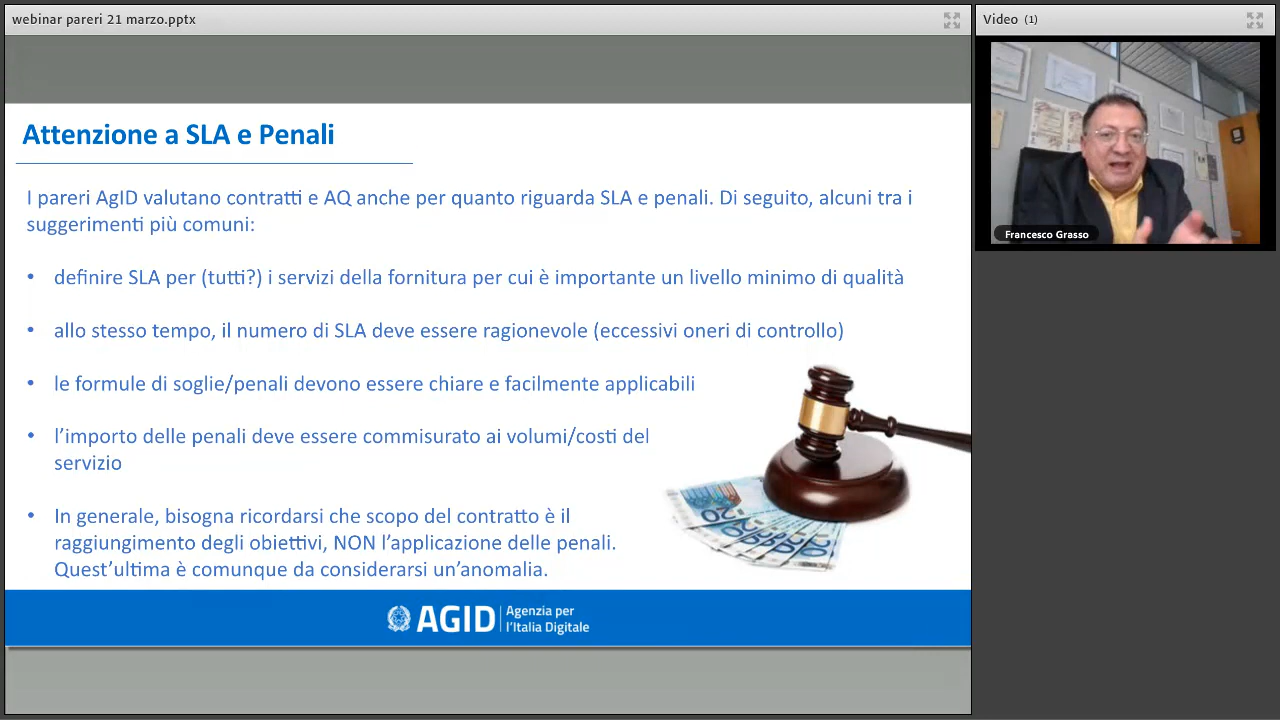 webinar pareri 21 marzo.pptx
Video (1)
Francesco Grasso
Attenzione a SLA e Penali
I pareri AgID valutano contratti e AQ anche per quanto riguarda SLA e penali. Di seguito, alcuni tra i
suggerimenti più comuni:
• definire SLA per (tutti?) i servizi della fornitura per cui è importante un livello minimo di qualità
• allo stesso tempo, il numero di SLA deve essere ragionevole (eccessivi oneri di controllo)
• le formule di soglie/penali devono essere chiare e facilmente applicabili
• l’importo delle penali deve essere commisurato ai volumi/costi del
servizio
• In generale, bisogna ricordarsi che scopo del contratto è il
raggiungimento degli obiettivi, NON l’applicazione delle penali.
Quest’ultima è comunque da considerarsi un’anomalia.
20
AGID
Agenzia per
l’Italia Digitale